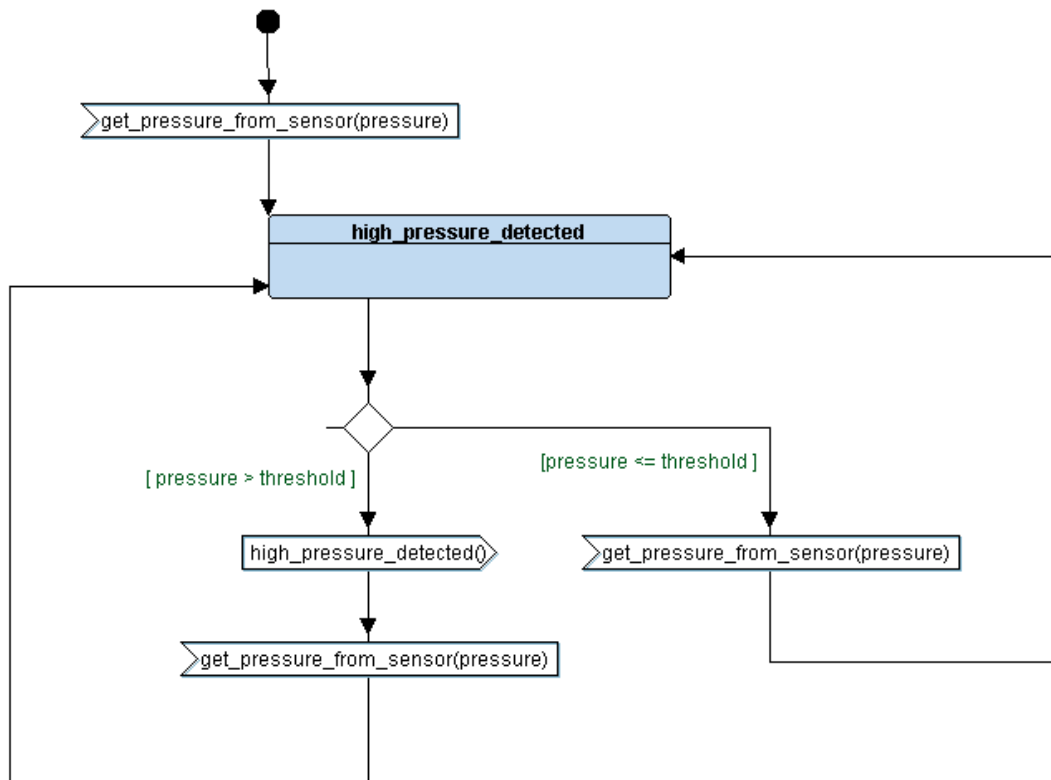 get_pressure_from_sensor(pressure)
high_pressure_detected
[ pressure > threshold ]
[pressure <= threshold ]
high_pressure_detected()
get_pressure_from_sensor(pressure)
get_pressure_from_sensor(pressure)